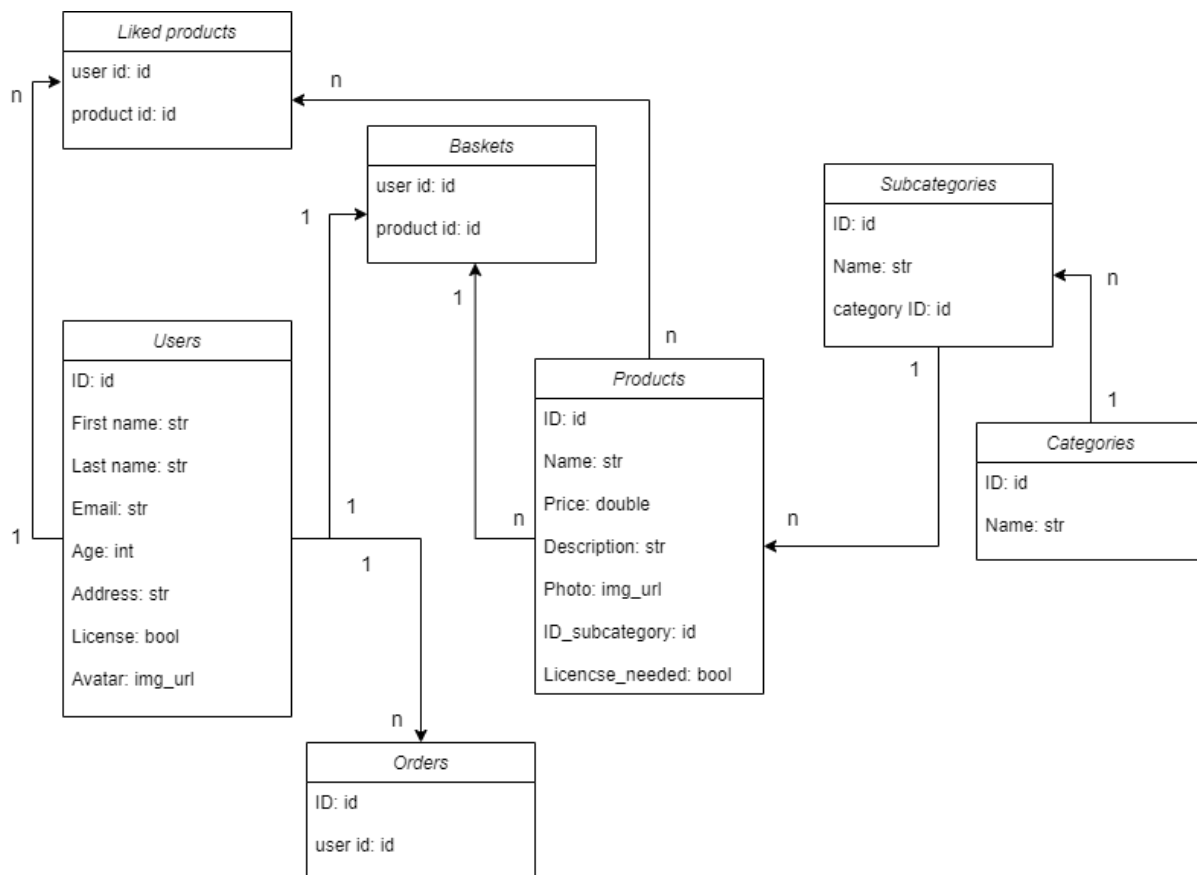 Liked products
user id: id
product id: id
n
n
Baskets
user id: id
product id: id
1
1
Subcategories
ID: id
Name: str
category ID: id
n
1
1
Categories
ID: id
Name: str
Users
ID: id
First name: str
Last name: str
Email: str
Age: int
Address: str
License: bool
Avatar: img_url
1
1
1
n
n
Products
ID: id
Name: str
Price: double
Description: str
Photo: img_url
ID_subcategory: id
Licencse_needed: bool
n
n
Orders
ID: id
user id: id